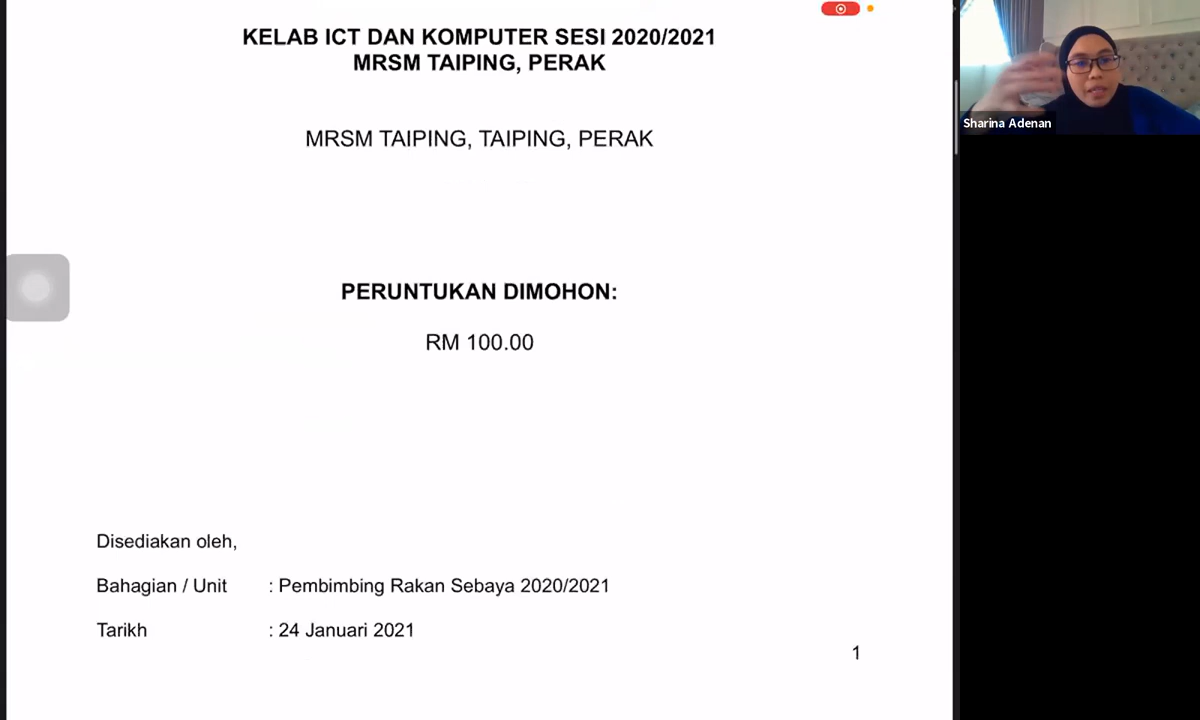 KELAB ICT DAN KOMPUTER SESI 2020/2021
MRSM TAIPING, PERAK
MRSM TAIPING, TAIPING, PERAK
PERUNTUKAN DIMOHON:
RM 100.00
Disediakan oleh,
Bahagian / Unit : Pembimbing Rakan Sebaya 2020/2021
Tarikh : 24 Januari 2021
1
Sharina Adenan